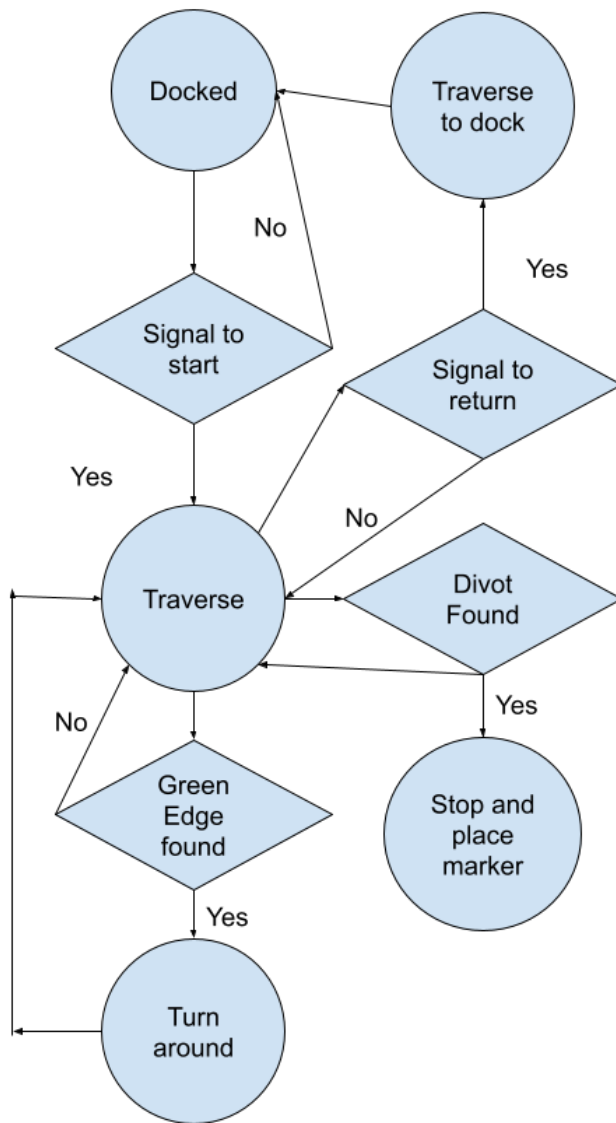 Docked
Traverse
to dock
No
Yes
Signal to
start
Signal to
return
Yes
No
Traverse
Divot
Found
No
Yes
Green
Edge
found
Stop and
place
marker
Yes
Turn
around